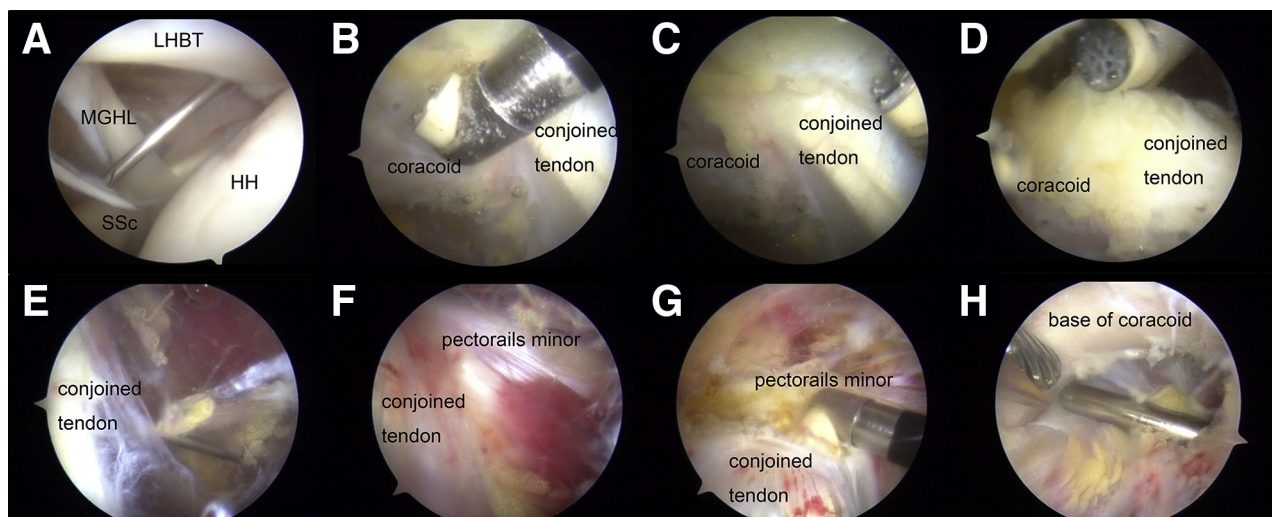 A
LHBT
MGHL
HH
SSc
B
conjoined
tendon
coracoid
C
conjoined
tendon
coracoid
D
conjoined
tendon
coracoid
E
conjoined
tendon
F
pectorails minor
conjoined
tendon
G
pectorails minor
conjoined
tendon
H
base of coracoid